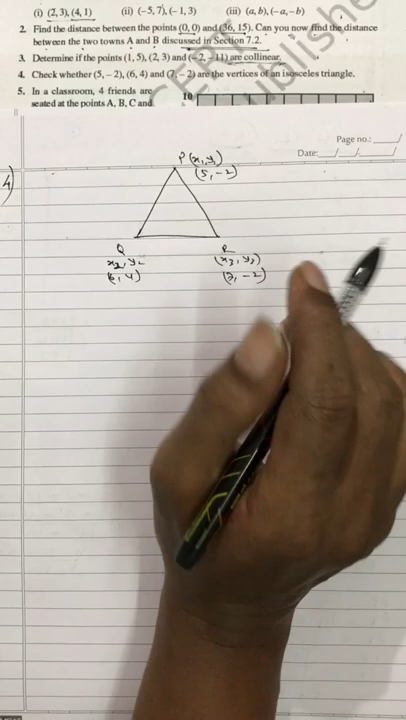 (i) (2, 3), (4, 1) (ii) (−5, 7), (−1, 3) (iii) (a, b), (−a, −b)
2. Find the distance between the points (0, 0) and (36, 15). Can you now find the distance
between the two towns A and B discussed in Section 7.2.
3. Determine if the points (1, 5), (2, 3) and (−2, −11) are collinear.
4. Check whether (5, −2), (6, 4) and (7, −2) are the vertices of an isosceles triangle.
5. In a classroom, 4 friends are
seated at the points A, B, C and
10
Page no.:
Date:
4)
P (x₁, y₁)
(5, −2)
Q
x₂, y₂
(6, 4)
R
(x₃, y₃)
(7, −2)